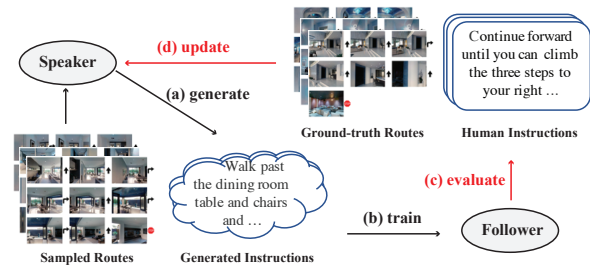 (d) update
Speaker
(a) generate
Continue forward
until you can climb
the three steps to
your right ...
Ground-truth Routes
Human Instructions
Walk past
the dining room
table and chairs
and ...
(c) evaluate
(b) train
Follower
Sampled Routes
Generated Instructions